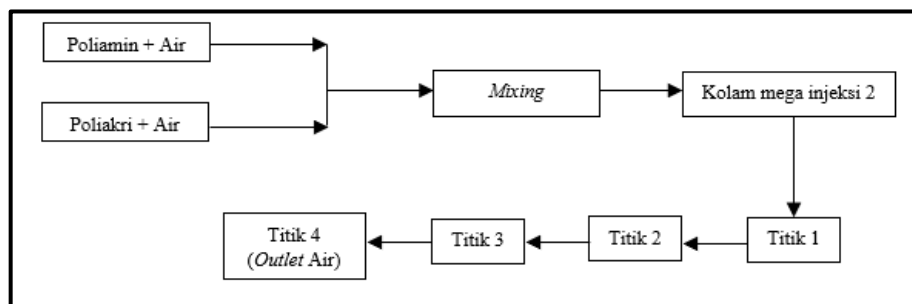 Poliamin + Air
Mixing
Kolam mega injeksi 2
Poliakri + Air
Titik 4
(Outlet Air)
Titik 3
Titik 2
Titik 1